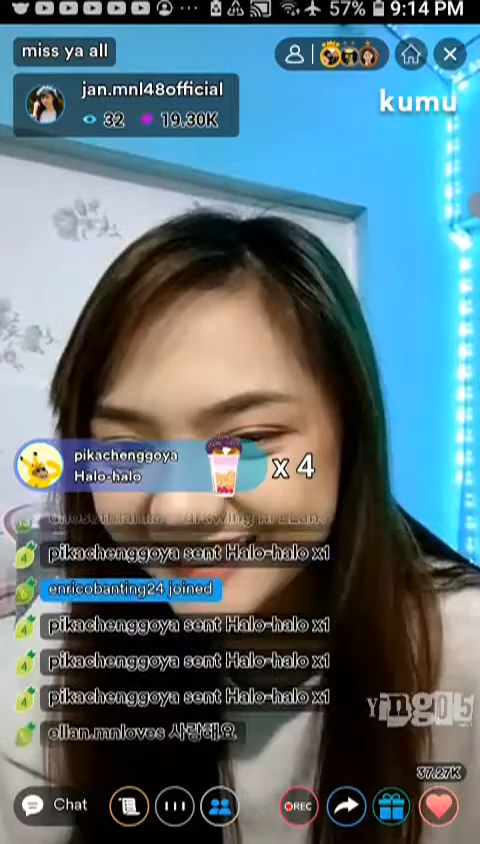 57% 9:14 PM
miss ya all
jan.mnl48official
32 19.30K
kumu
pikachenggoya
Halo-halo
x 4
pikachenggoya sent Halo-halo x1
enricobanting24 joined
pikachenggoya sent Halo-halo x1
pikachenggoya sent Halo-halo x1
pikachenggoya sent Halo-halo x1
ellan.mnloves 사랑해요
Yngo15
37.27K
Chat
REC